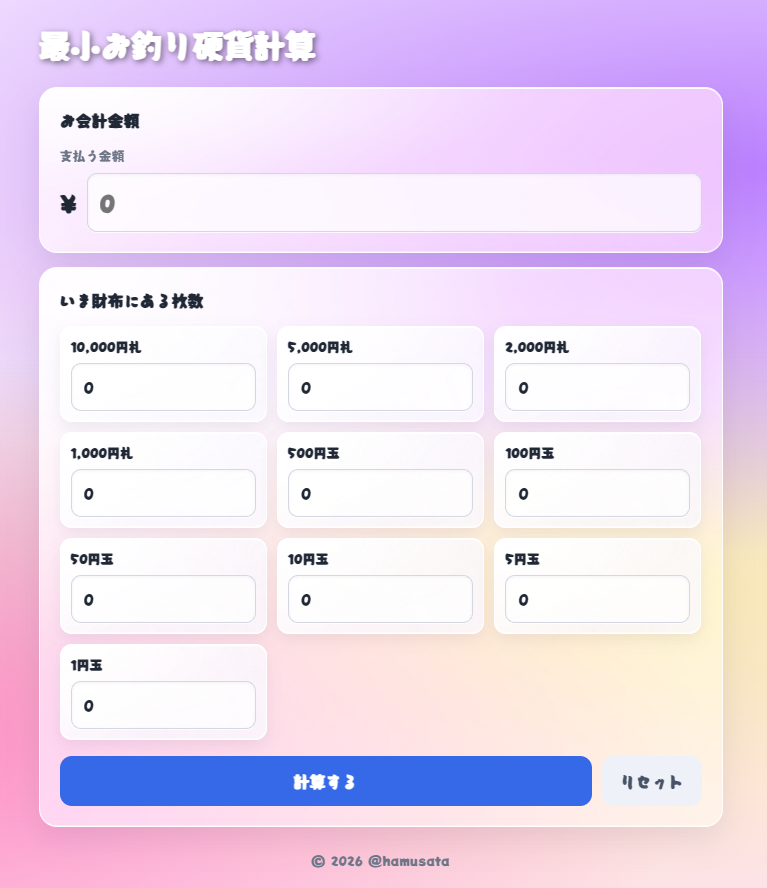 最小お釣り硬貨計算
お会計金額
支払う金額
¥ 0
いま財布にある枚数
10,000円札 5,000円札 2,000円札
0 0 0
1,000円札 500円玉 100円玉
0 0 0
50円玉 10円玉 5円玉
0 0 0
1円玉
0
計算する リセット
© 2026 @hamusata